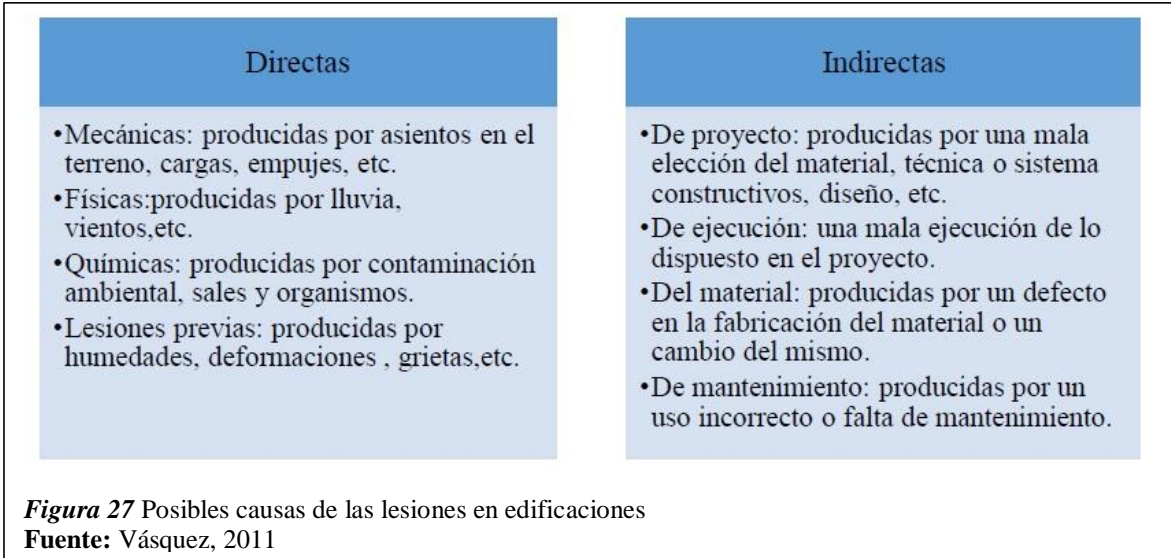 Directas
•Mecánicas: producidas por asientos en el
terreno, cargas, empujes, etc.
•Físicas:producidas por lluvia,
vientos,etc.
•Químicas: producidas por contaminación
ambiental, sales y organismos.
•Lesiones previas: producidas por
humedades, deformaciones , grietas,etc.
Indirectas
•De proyecto: producidas por una mala
elección del material, técnica o sistema
constructivos, diseño, etc.
•De ejecución: una mala ejecución de lo
dispuesto en el proyecto.
•Del material: producidas por un defecto
en la fabricación del material o un
cambio del mismo.
•De mantenimiento: producidas por un
uso incorrecto o falta de mantenimiento.
Figura 27 Posibles causas de las lesiones en edificaciones
Fuente: Vásquez, 2011